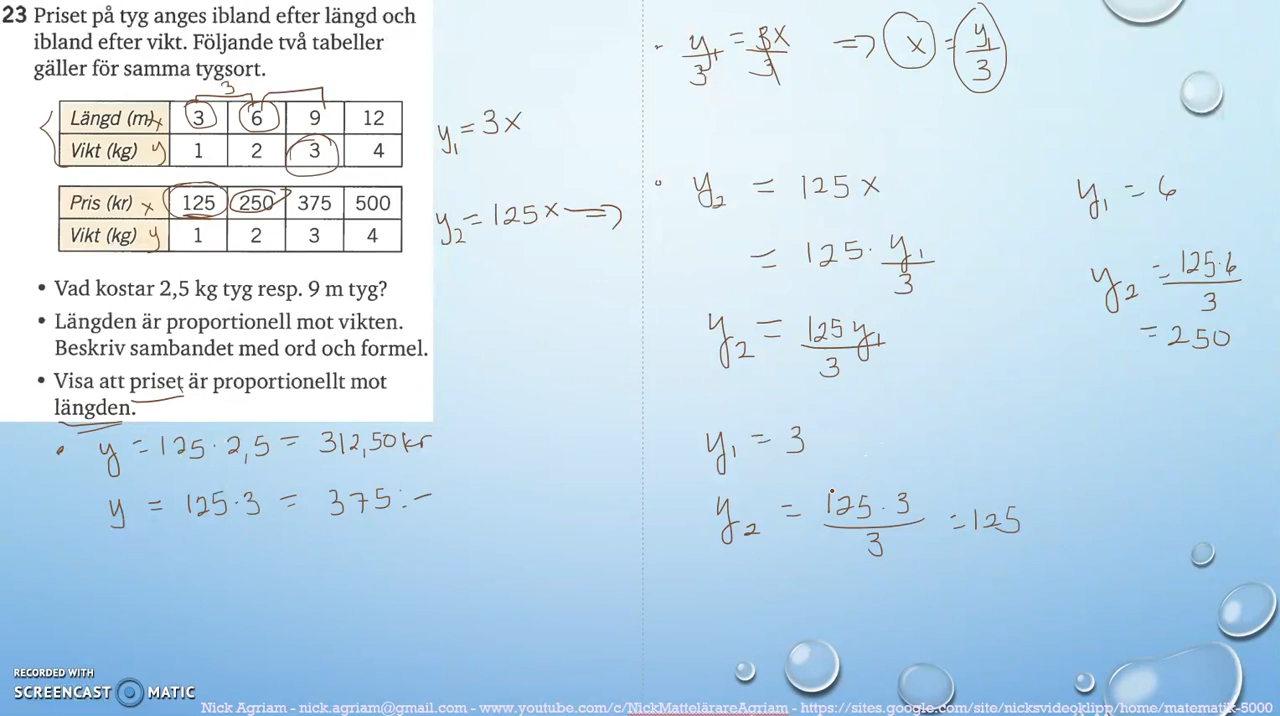 23 Priset på tyg anges ibland efter längd och
ibland efter vikt. Följande två tabeller
gäller för samma tygsort.
3
Längd (m) x 3 6 9 12
Vikt (kg) y 1 2 3 4
Pris (kr) x 125 250 375 500
Vikt (kg) y 1 2 3 4
• Vad kostar 2,5 kg tyg resp. 9 m tyg?
• Längden är proportionell mot vikten.
Beskriv sambandet med ord och formel.
• Visa att priset är proportionellt mot
längden.
• y = 125 · 2,5 = 312,50 kr
y = 125 · 3 = 375:-
y₁ = 3x
y₂ = 125x ⇒
• y₁/3 = 3x/3 ⇒ x = y₁/3
• y₂ = 125x
= 125 · y₁/3
y₂ = 125y₁/3
y₁ = 3
y₂ = 125 · 3/3 = 125
y₁ = 6
y₂ = 125 · 6/3
= 250
RECORDED WITH
SCREENCAST MATIC
Nick Agriam - nick.agriam@gmail.com - www.youtube.com/c/NickMattelärareAgriam - https://sites.google.com/site/nicksvideoklipp/home/matematik-5000